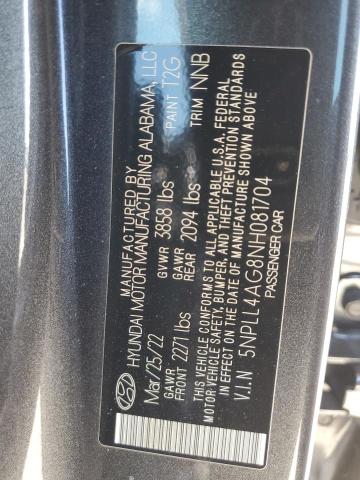 MANUFACTURED BY
HYUNDAI MOTOR MANUFACTURING ALABAMA, LLC
Mar/25/22 GVWR 3858 lbs PAINT T2G
GAWR FRONT 2271 lbs GAWR REAR 2094 lbs TRIM NNB
THIS VEHICLE CONFORMS TO ALL APPLICABLE U.S.A. FEDERAL
MOTOR VEHICLE SAFETY, BUMPER, AND THEFT PREVENTION STANDARDS
IN EFFECT ON THE DATE OF MANUFACTURE SHOWN ABOVE.
V.I.N 5NPLL4AG8NH081704
PASSENGER CAR